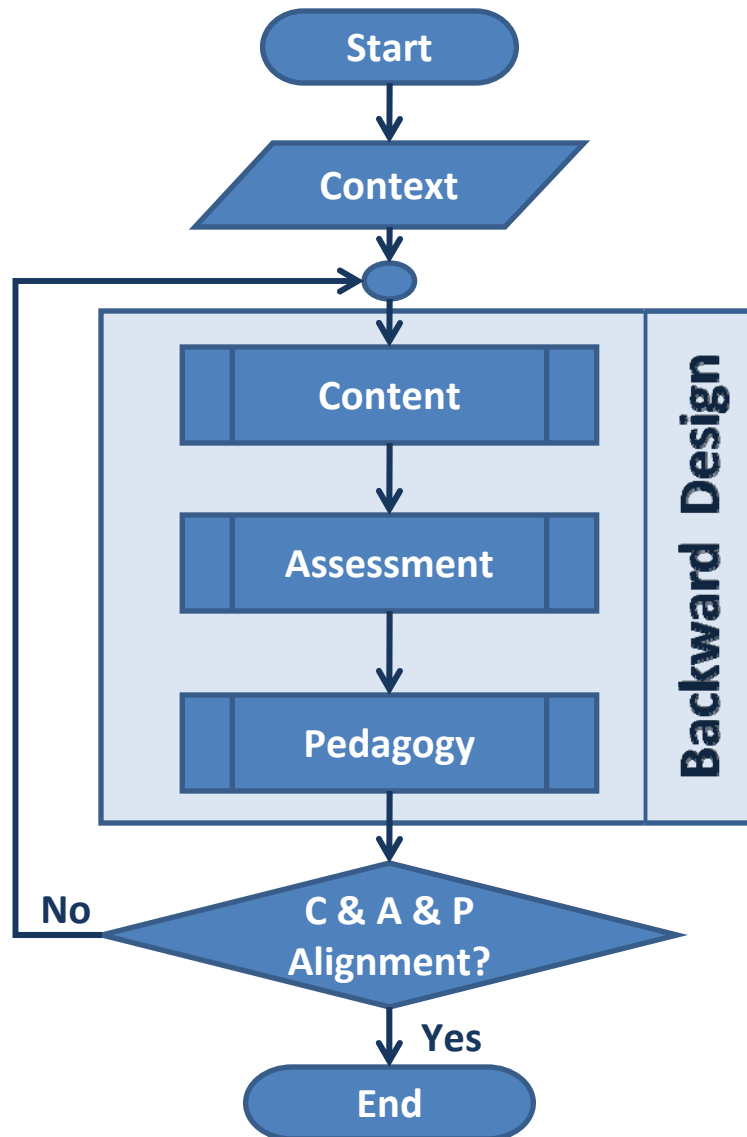 Start
Context
Content
Assessment
Pedagogy
Backward Design
C & A & P
Alignment?
No
Yes
End